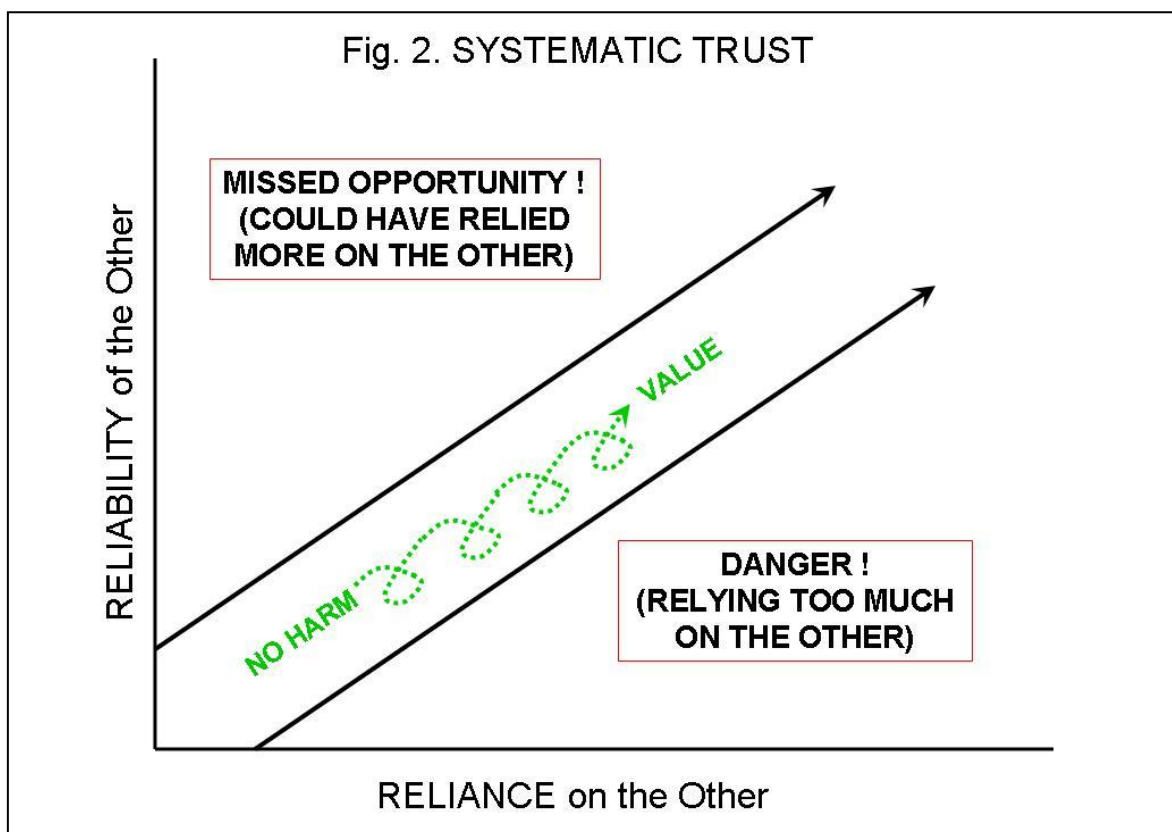 Fig. 2. SYSTEMATIC TRUST
MISSED OPPORTUNITY !
(COULD HAVE RELIED
MORE ON THE OTHER)
RELIABILITY of the Other
VALUE
NO HARM
DANGER !
(RELYING TOO MUCH
ON THE OTHER)
RELIANCE on the Other